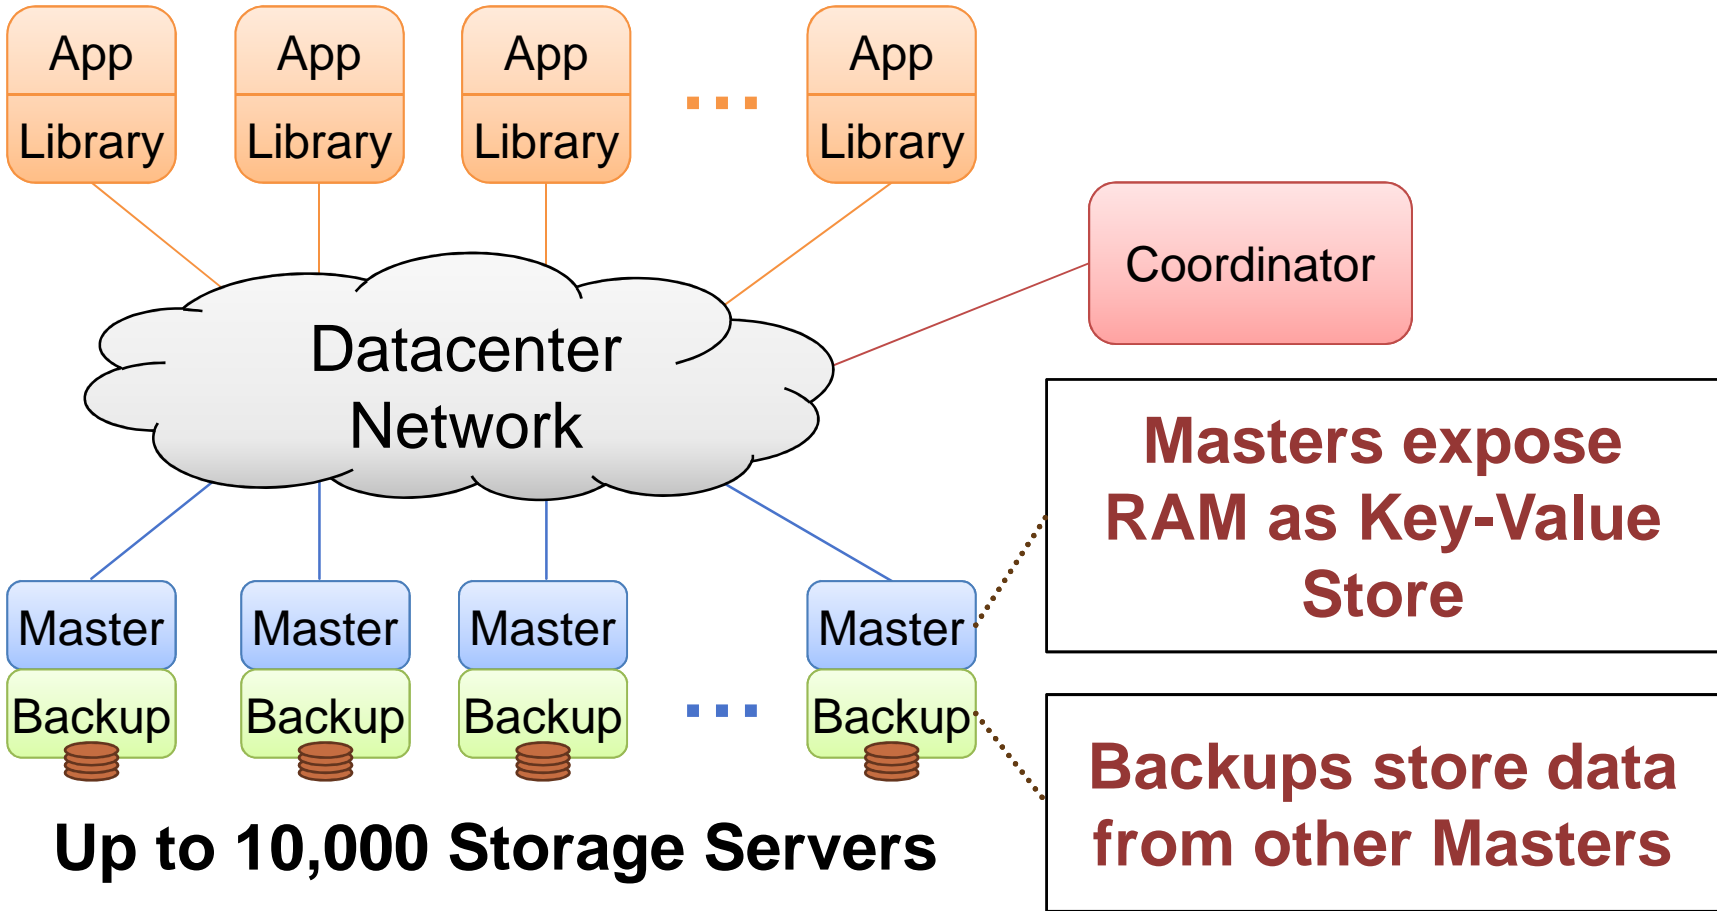 App
Library
App
Library
App
Library
App
Library
Coordinator
Datacenter
Network
Masters expose
RAM as Key-Value
Store
Master
Backup
Master
Backup
Master
Backup
Master
Backup
Backups store data
from other Masters
Up to 10,000 Storage Servers